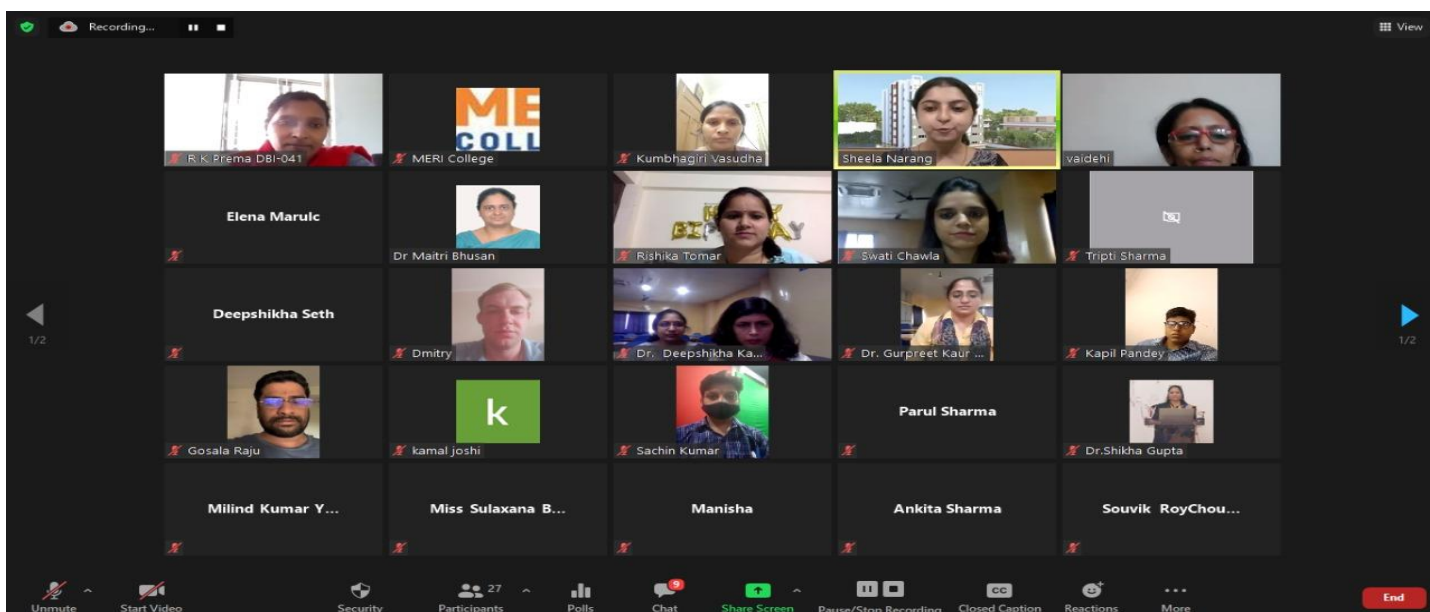 Recording...
View
R.K.Prema DBI-041
ME
COLL
MERI College
Kumbhagiri Vasudha
Sheela Narang
vaidehi
Elena Marulc
Dr Maitri Bhusan
Rishika Tomar
Swati Chawla
Tripti Sharma
Deepshikha Seth
Dmitry
Dr. Deepshikha Ka...
Dr. Gurpreet Kaur ...
Kapil Pandey
1/2
1/2
Gosala Raju
k
kamal joshi
Sachin Kumar
Parul Sharma
Dr.Shikha Gupta
Milind Kumar Y...
Miss Sulaxana B...
Manisha
Ankita Sharma
Souvik RoyChou...
27
9
CC
Unmute
Start Video
Security
Participants
Polls
Chat
Share Screen
Pause/Stop Recording
Closed Caption
Reactions
More
End